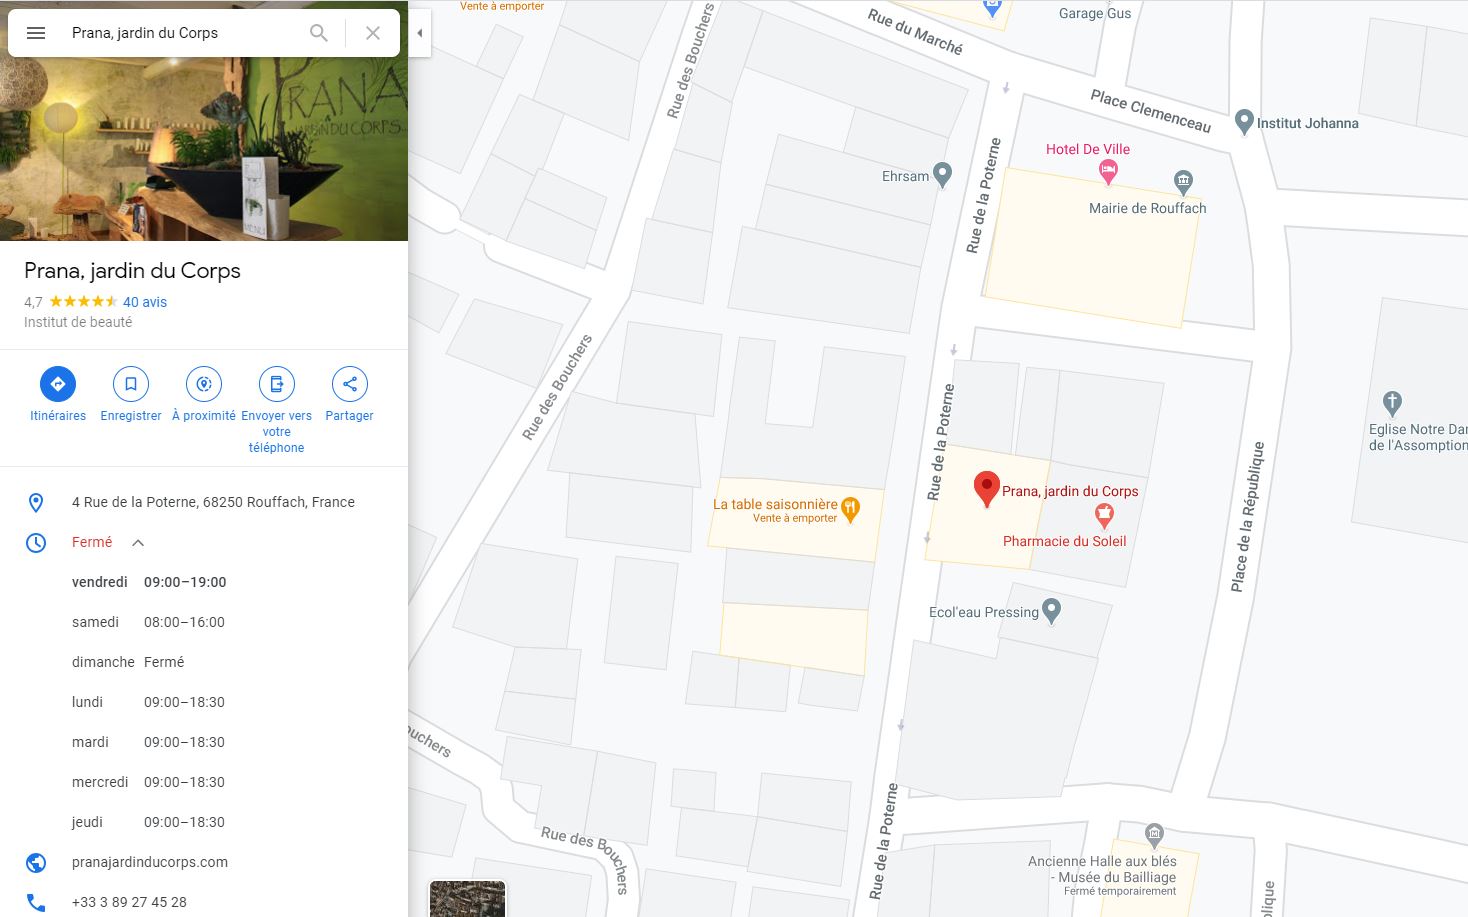 Prana, jardin du Corps
PRANA
JARDIN DU CORPS
Prana, jardin du Corps
4,7 40 avis
Institut de beauté
Itinéraires
Enregistrer
À proximité
Envoyer vers
votre
téléphone
Partager
4 Rue de la Poterne, 68250 Rouffach, France
Fermé
vendredi 09:00–19:00
samedi 08:00–16:00
dimanche Fermé
lundi 09:00–18:30
mardi 09:00–18:30
mercredi 09:00–18:30
jeudi 09:00–18:30
pranajardinducorps.com
+33 3 89 27 45 28
Vente à emporter
Rue des Bouchers
Rue du Marché
Garage Gus
Place Clemenceau
Institut Johanna
Hotel De Ville
Mairie de Rouffach
Ehrsam
Rue de la Poterne
Rue des Bouchers
Rue de la Poterne
Eglise Notre Dar
de l'Assomption
La table saisonnière
Vente à emporter
Prana, jardin du Corps
Pharmacie du Soleil
Place de la République
Ecol'eau Pressing
ouchers
Rue des Bouchers
Rue de la Poterne
Ancienne Halle aux blés
- Musée du Bailliage
Fermé temporairement
blique